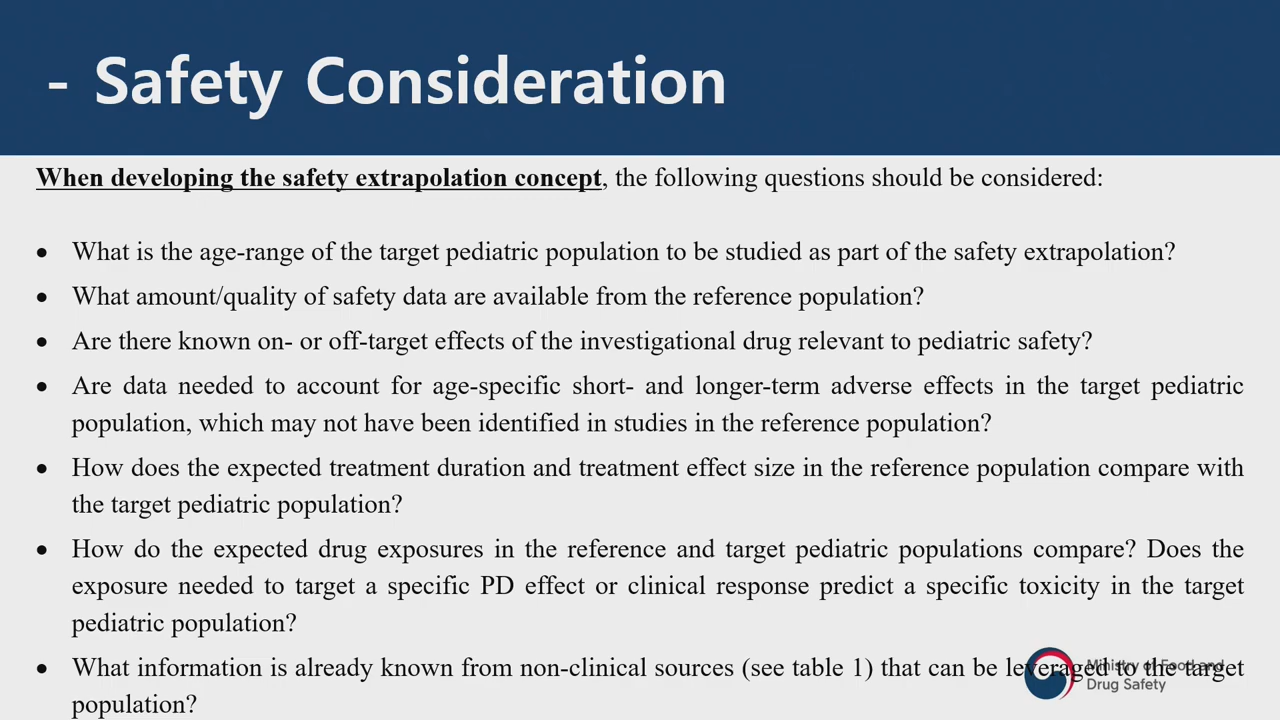 - Safety Consideration
When developing the safety extrapolation concept, the following questions should be considered:
• What is the age-range of the target pediatric population to be studied as part of the safety extrapolation?
• What amount/quality of safety data are available from the reference population?
• Are there known on- or off-target effects of the investigational drug relevant to pediatric safety?
• Are data needed to account for age-specific short- and longer-term adverse effects in the target pediatric
population, which may not have been identified in studies in the reference population?
• How does the expected treatment duration and treatment effect size in the reference population compare with
the target pediatric population?
• How do the expected drug exposures in the reference and target pediatric populations compare? Does the
exposure needed to target a specific PD effect or clinical response predict a specific toxicity in the target
pediatric population?
• What information is already known from non-clinical sources (see table 1) that can be leveraged to the target
population?
Ministry of Food and
Drug Safety